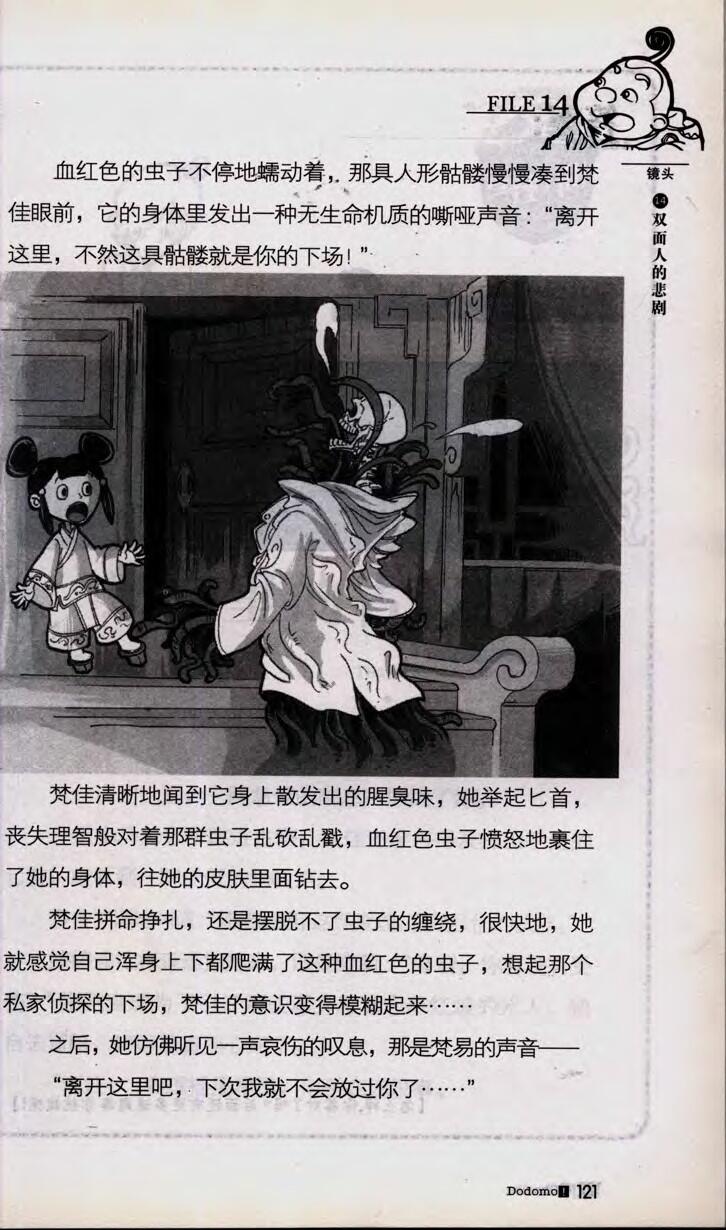 FILE 14
镜头
⓮双面人的悲剧
血红色的虫子不停地蠕动着，那具人形骷髅慢慢凑到梵
佳眼前，它的身体里发出一种无生命机质的嘶哑声音：“离开
这里，不然这具骷髅就是你的下场！”
梵佳清晰地闻到它身上散发出的腥臭味，她举起匕首，
丧失理智般对着那群虫子乱砍乱戳，血红色虫子愤怒地裹住
了她的身体，往她的皮肤里面钻去。
梵佳拼命挣扎，还是摆脱不了虫子的缠绕，很快地，她
就感觉自己浑身上下都爬满了这种血红色的虫子，想起那个
私家侦探的下场，梵佳的意识变得模糊起来……
之后，她仿佛听见一声哀伤的叹息，那是梵易的声音——
“离开这里吧，下次我就不会放过你了……”
Dodomo! 121